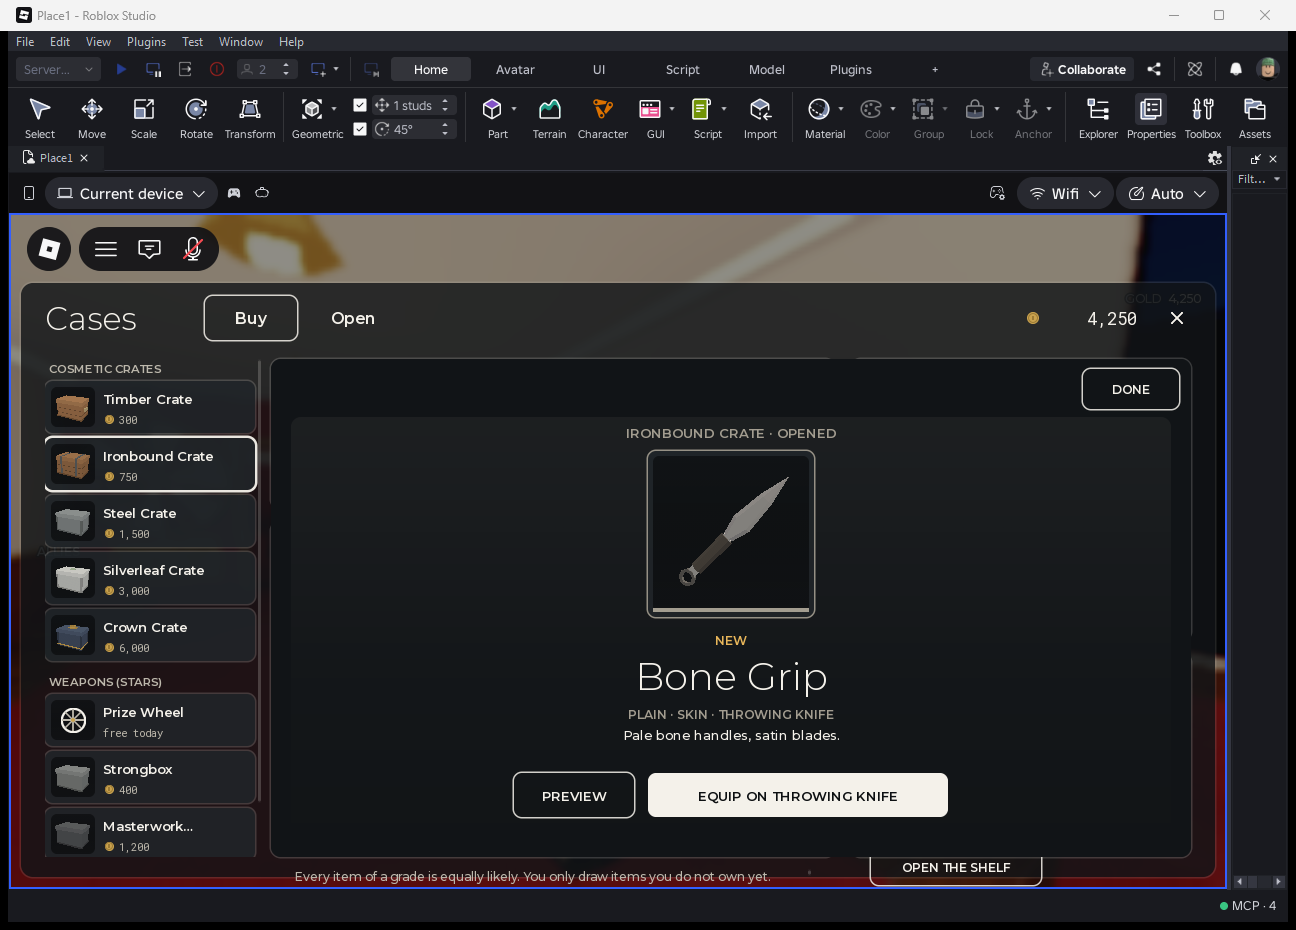 Place1 - Roblox Studio
File Edit View Plugins Test Window Help
Server... 2 Home Avatar UI Script Model Plugins + Collaborate
1 studs
45°
Select Move Scale Rotate Transform Geometric Part Terrain Character GUI Script Import Material Color Group Lock Anchor Explorer Properties Toolbox Assets
Place1
Filt...
Current device Wifi Auto
GOLD 4,250
Cases Buy Open 4,250
COSMETIC CRATES
Timber Crate
300
Ironbound Crate
750
Steel Crate
1,500
Silverleaf Crate
3,000
Crown Crate
6,000
WEAPONS (STARS)
Prize Wheel
free today
Strongbox
400
Masterwork...
1,200
DONE
IRONBOUND CRATE · OPENED
NEW
Bone Grip
PLAIN · SKIN · THROWING KNIFE
Pale bone handles, satin blades.
PREVIEW EQUIP ON THROWING KNIFE
OPEN THE SHELF
Every item of a grade is equally likely. You only draw items you do not own yet.
MCP · 4